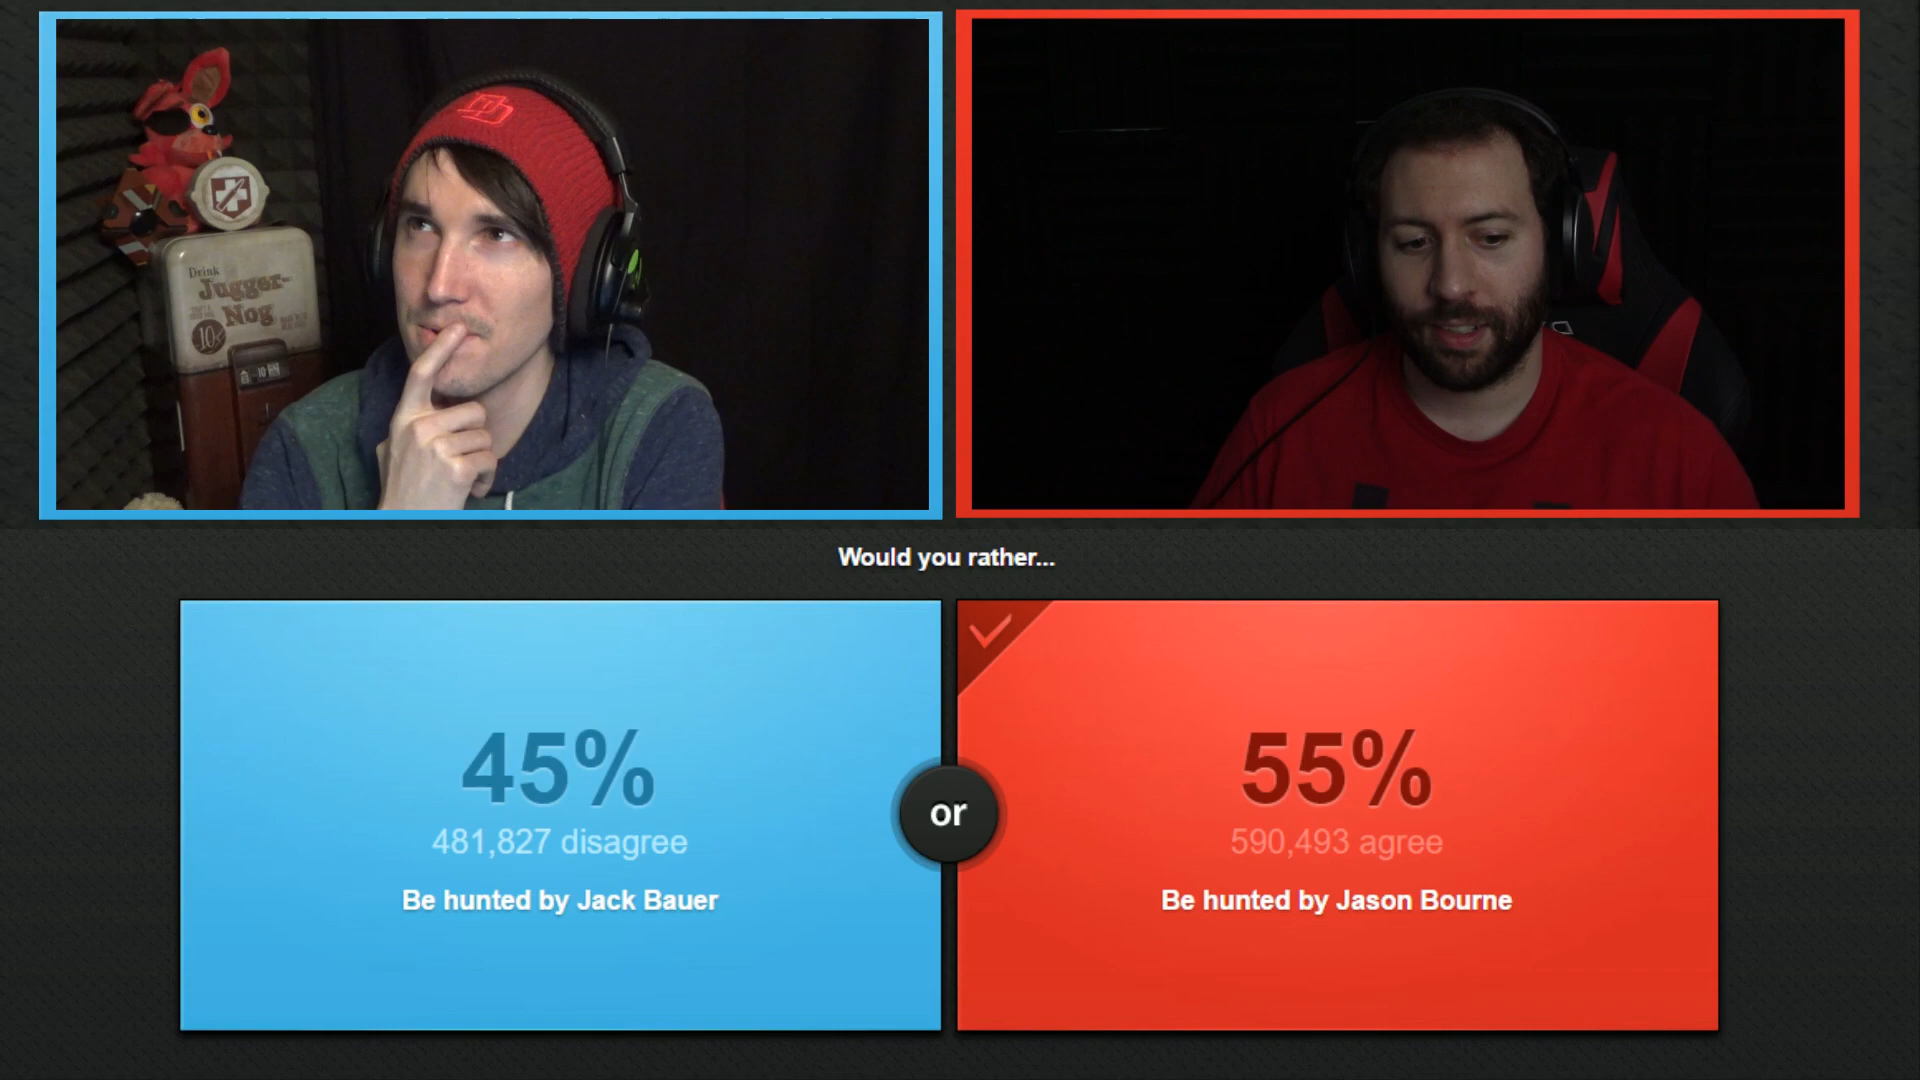 Drink
Jugger-
Nog
10¢
Would you rather...
45%
481,827 disagree
Be hunted by Jack Bauer
or
55%
590,493 agree
Be hunted by Jason Bourne